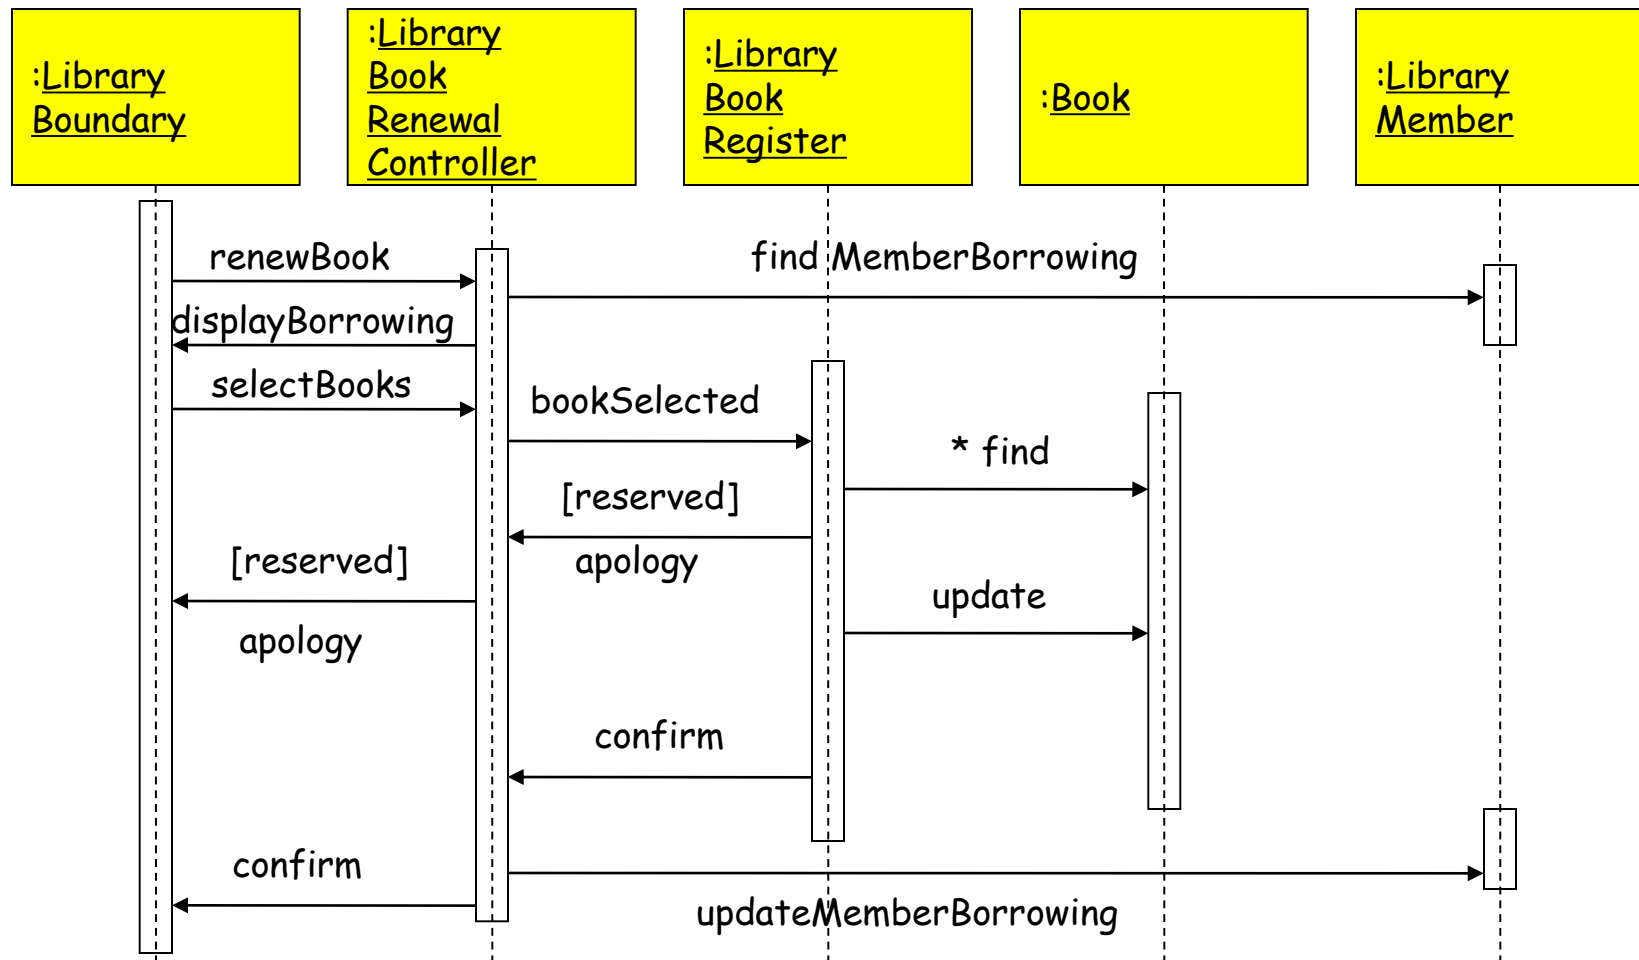 :Library
Boundary
:Library
Book
Renewal
Controller
:Library
Book
Register
:Book
:Library
Member
renewBook
find MemberBorrowing
displayBorrowing
selectBooks
bookSelected
* find
[reserved]
apology
[reserved]
apology
update
confirm
confirm
updateMemberBorrowing